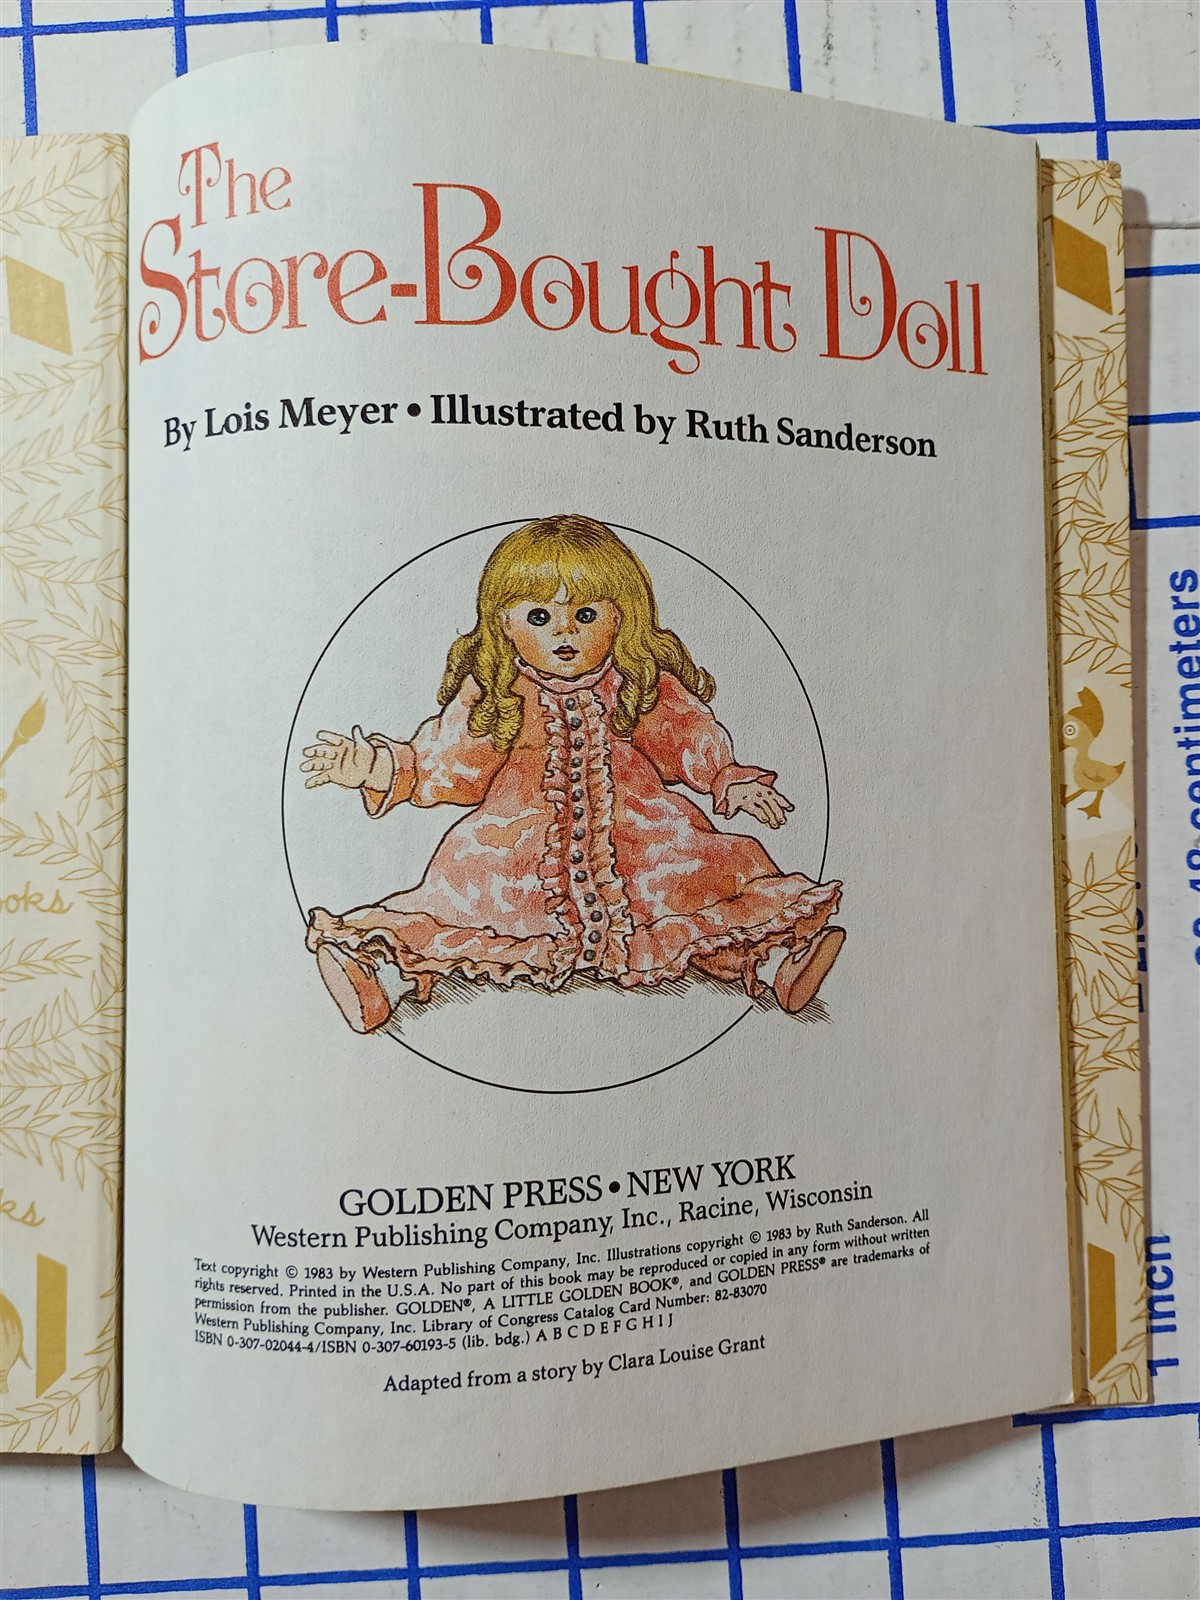 The
Store-Bought Doll
By Lois Meyer • Illustrated by Ruth Sanderson
GOLDEN PRESS • NEW YORK
Western Publishing Company, Inc., Racine, Wisconsin
Text copyright © 1983 by Western Publishing Company, Inc. Illustrations copyright © 1983 by Ruth Sanderson. All
rights reserved. Printed in the U.S.A. No part of this book may be reproduced or copied in any form without written
permission from the publisher. GOLDEN®, A LITTLE GOLDEN BOOK®, and GOLDEN PRESS® are trademarks of
Western Publishing Company, Inc. Library of Congress Catalog Card Number: 82-83070
ISBN 0-307-02044-4/ISBN 0-307-60193-5 (lib. bdg.) A B C D E F G H I J
Adapted from a story by Clara Louise Grant
centimeters
1 inch